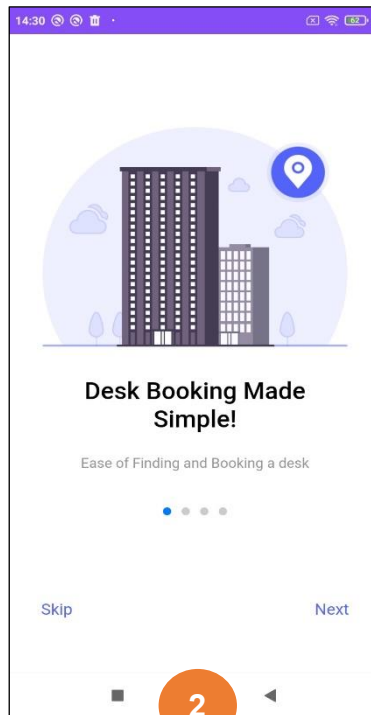 14:30
62
Desk Booking Made
Simple!
Ease of Finding and Booking a desk
Skip
Next
2